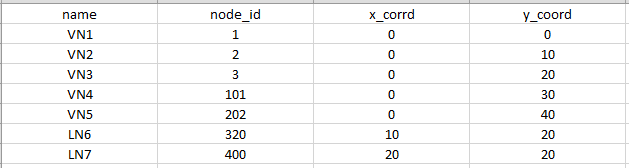 name node_id x_corrd y_coord
VN1 1 0 0
VN2 2 0 10
VN3 3 0 20
VN4 101 0 30
VN5 202 0 40
LN6 320 10 20
LN7 400 20 20